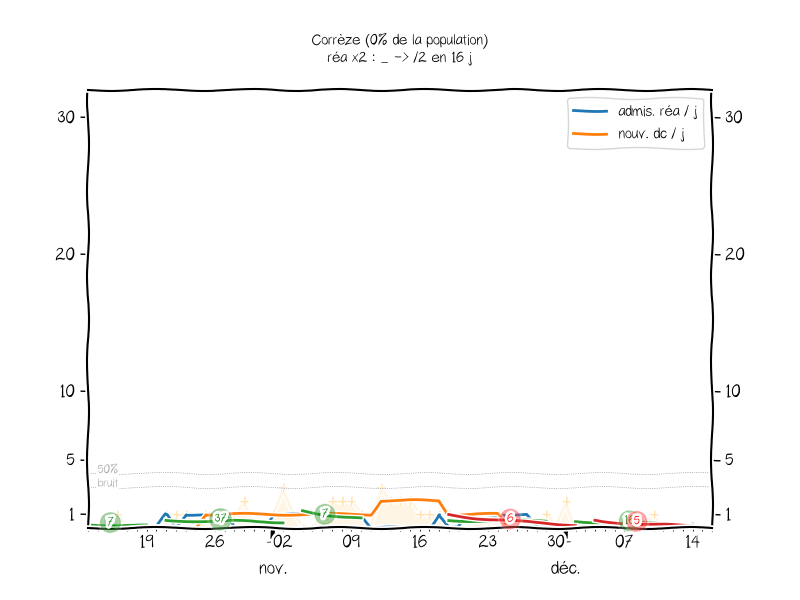 Corrèze (0% de la population)
réa x2 : _ -> /2 en 16 j
admis. réa / j
nouv. dc / j
30 30
20 20
10 10
5 5
50%
bruit
1 1
7 37 7 6 5
19 26 02 09 16 23 30 07 14
nov. déc.